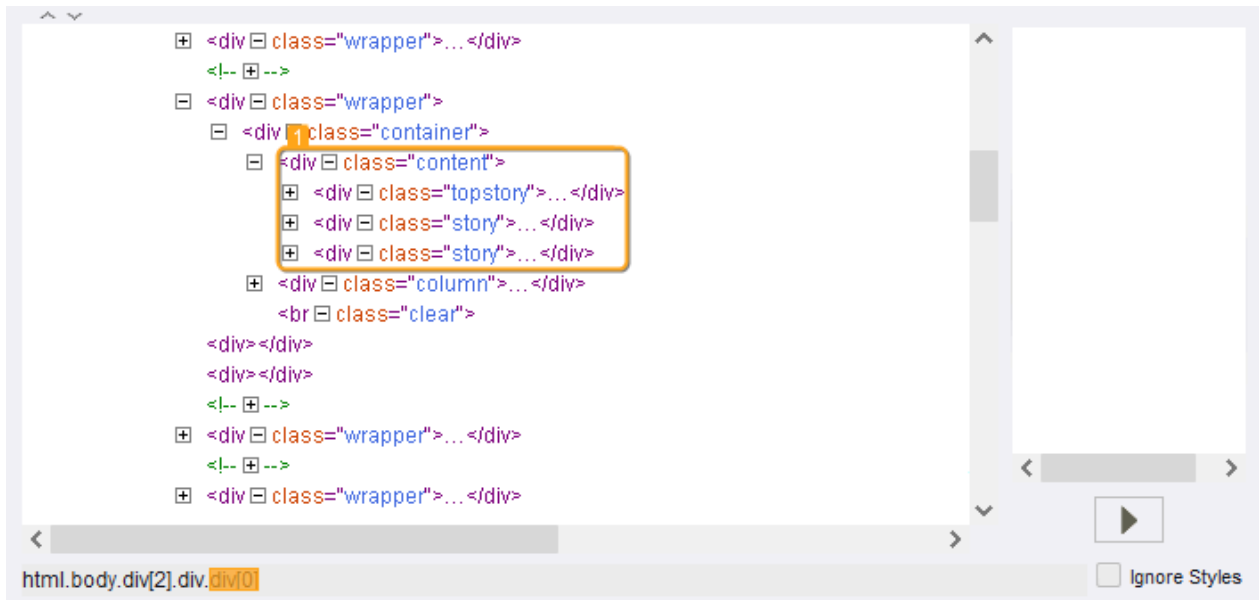 <div class="wrapper">...</div>
<!-- -->
<div class="wrapper">
<div class="container">
1
<div class="content">
<div class="topstory">...</div>
<div class="story">...</div>
<div class="story">...</div>
<div class="column">...</div>
<br class="clear">
<div></div>
<div></div>
<!-- -->
<div class="wrapper">...</div>
<!-- -->
<div class="wrapper">...</div>
html.body.div[2].div.div[0]
Ignore Styles